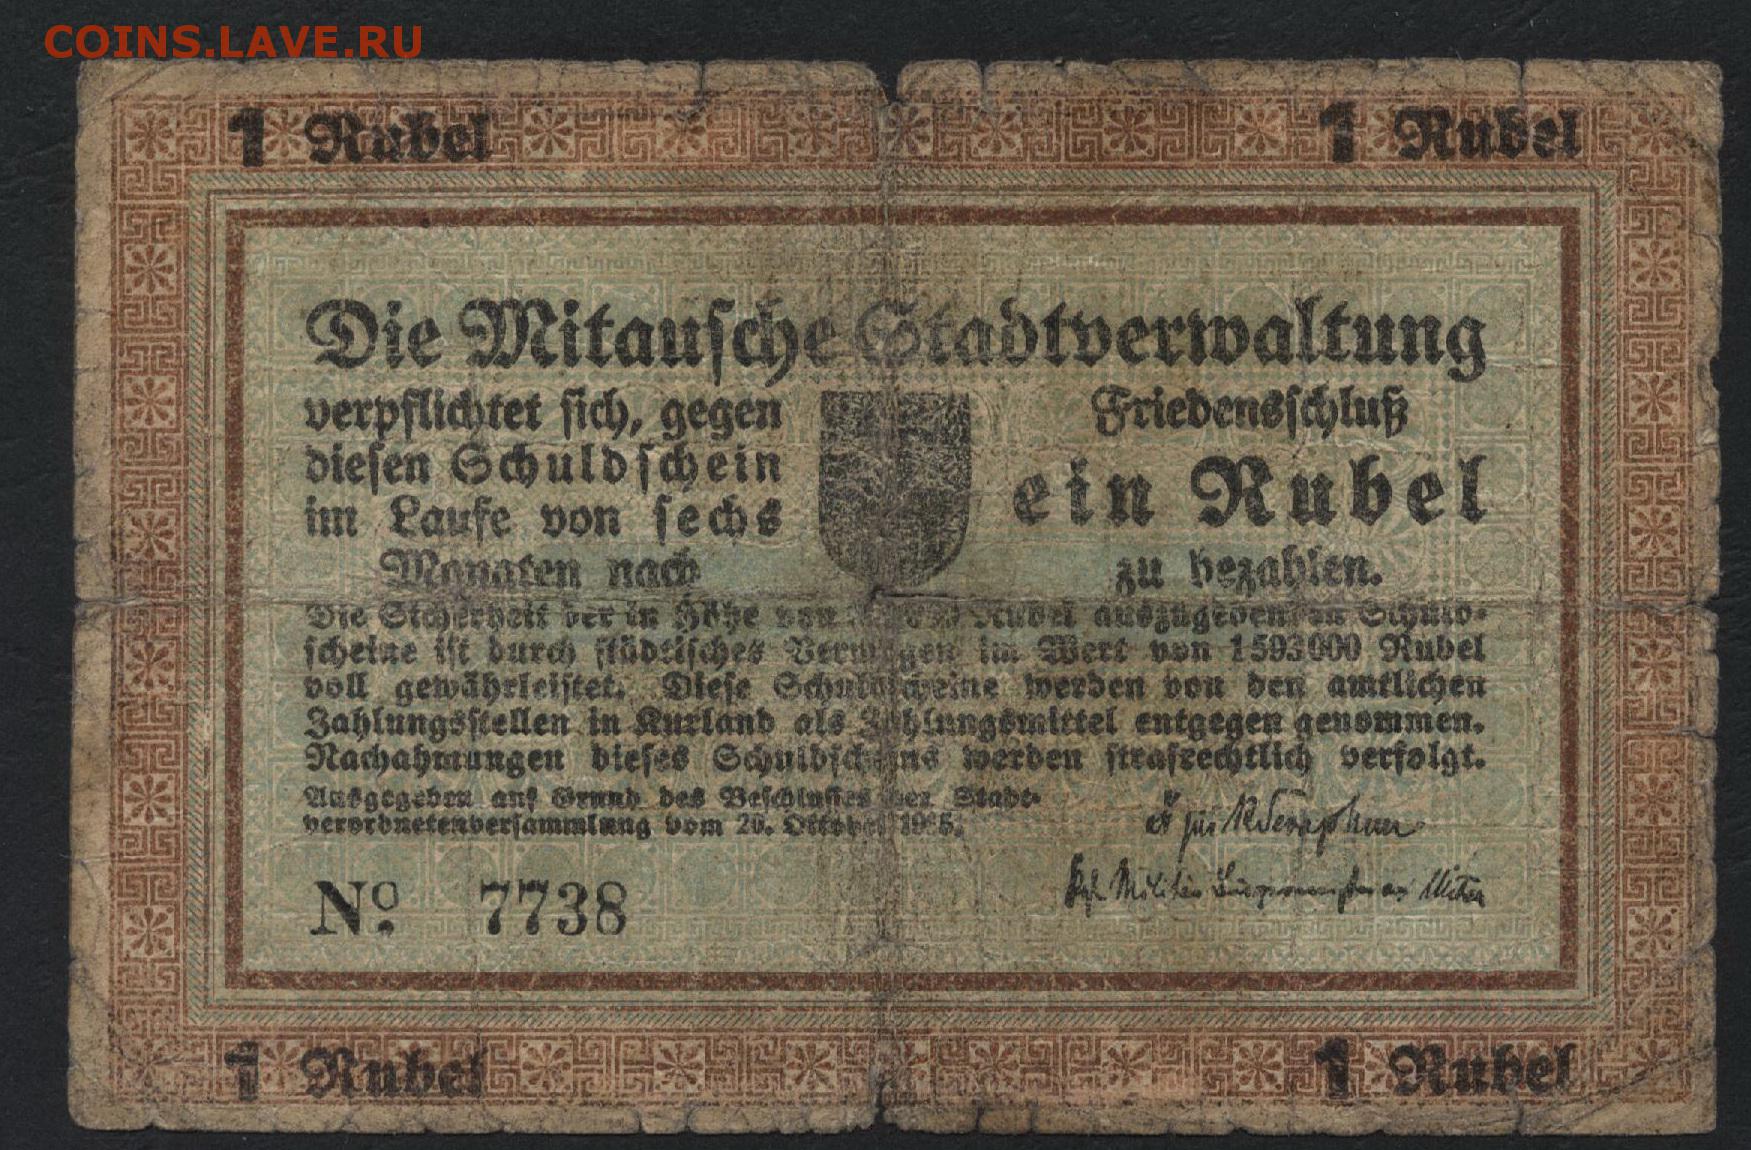 COINS.LAVE.RU
1 Rubel 1 Rubel
Die Mitausche Stadtverwaltung
verpflichtet sich, gegen
diesen Schuldschein
im Laufe von sechs
Monaten nach
Friedensschluß
ein Rubel
zu bezahlen.
Die Sicherheit der in Höhe von Rubel auszugebenden Schuld-
scheine ist durch städtisches Vermögen im Wert von 1593000 Rubel
voll gewährleistet. Diese Schuldscheine werden von den amtlichen
Zahlungsstellen in Kurland als Zahlungsmittel entgegen genommen.
Nachahmungen dieses Schuldscheins werden strafrechtlich verfolgt.
Ausgegeben auf Grund des Beschlusses der Stadt-
verordnetenversammlung vom 20. Oktober
No. 7738
1 Rubel 1 Rubel